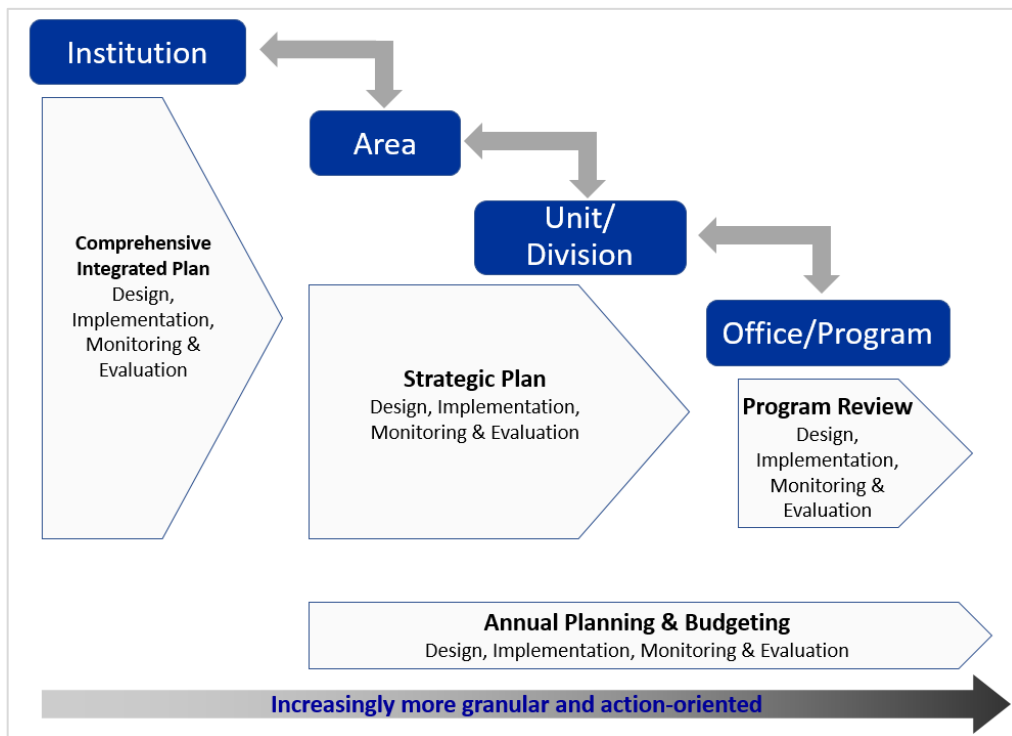 Institution
Area
Unit/
Division
Office/Program
Comprehensive
Integrated Plan
Design,
Implementation,
Monitoring &
Evaluation
Strategic Plan
Design, Implementation,
Monitoring & Evaluation
Program Review
Design,
Implementation,
Monitoring &
Evaluation
Annual Planning & Budgeting
Design, Implementation, Monitoring & Evaluation
Increasingly more granular and action-oriented